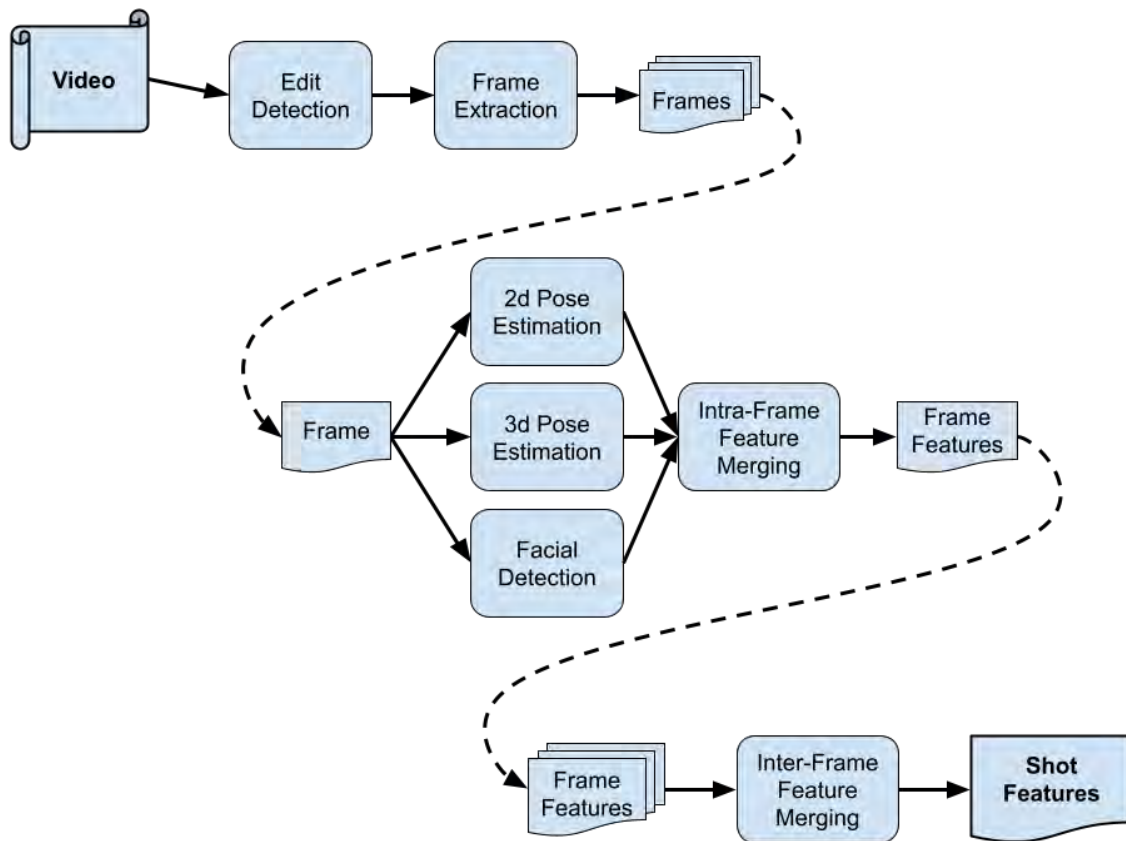 Video
Edit
Detection
Frame
Extraction
Frames
2d Pose
Estimation
Frame
3d Pose
Estimation
Intra-Frame
Feature
Merging
Frame
Features
Facial
Detection
Frame
Features
Inter-Frame
Feature
Merging
Shot
Features